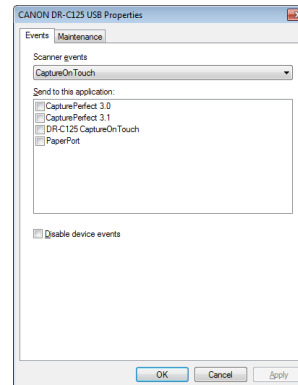 CANON DR-C125 USB Properties
Events Maintenance
Scanner events
CaptureOnTouch
Send to this application:
CapturePerfect 3.0
CapturePerfect 3.1
DR-C125 CaptureOnTouch
PaperPort
Disable device events
OK Cancel Apply